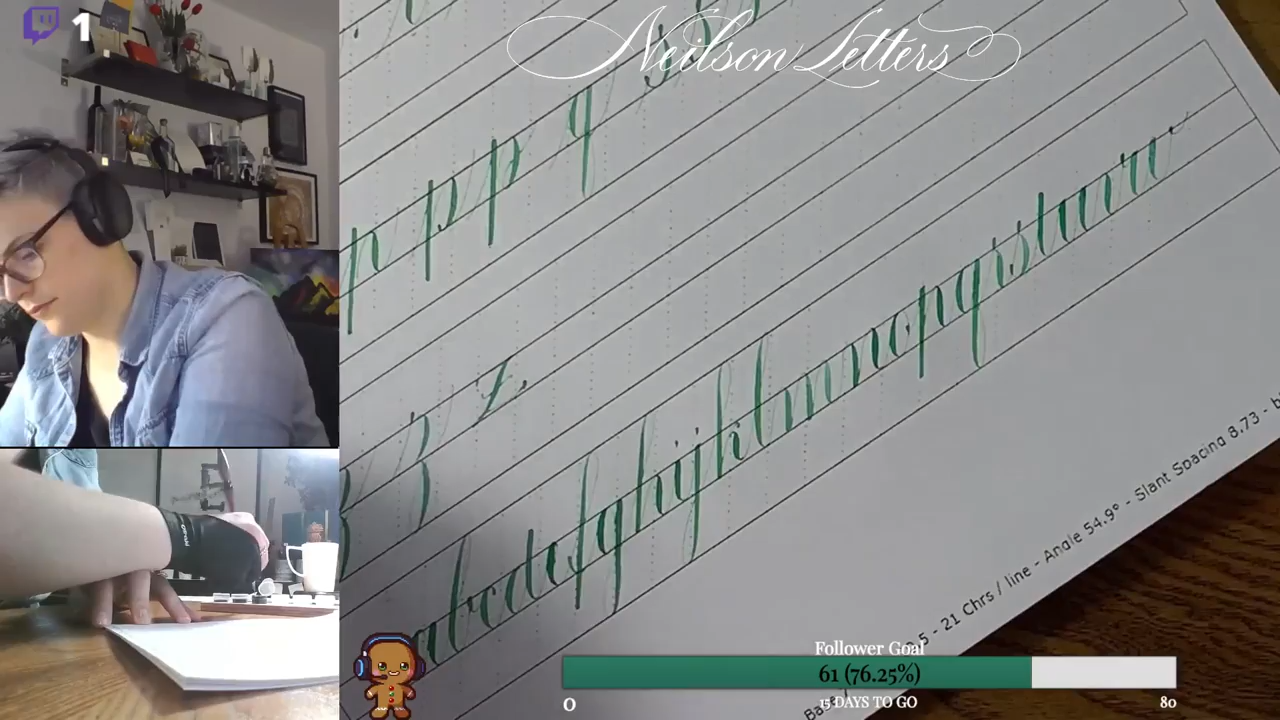 1
Neilson Letters
p p p q
z
abcdefghijklmnopqrstuvw
5 - 21 Chrs / line - Angle 54.9° - Slant Spacing 8.73 - b
Follower Goal
61 (76.25%)
0 15 DAYS TO GO 80